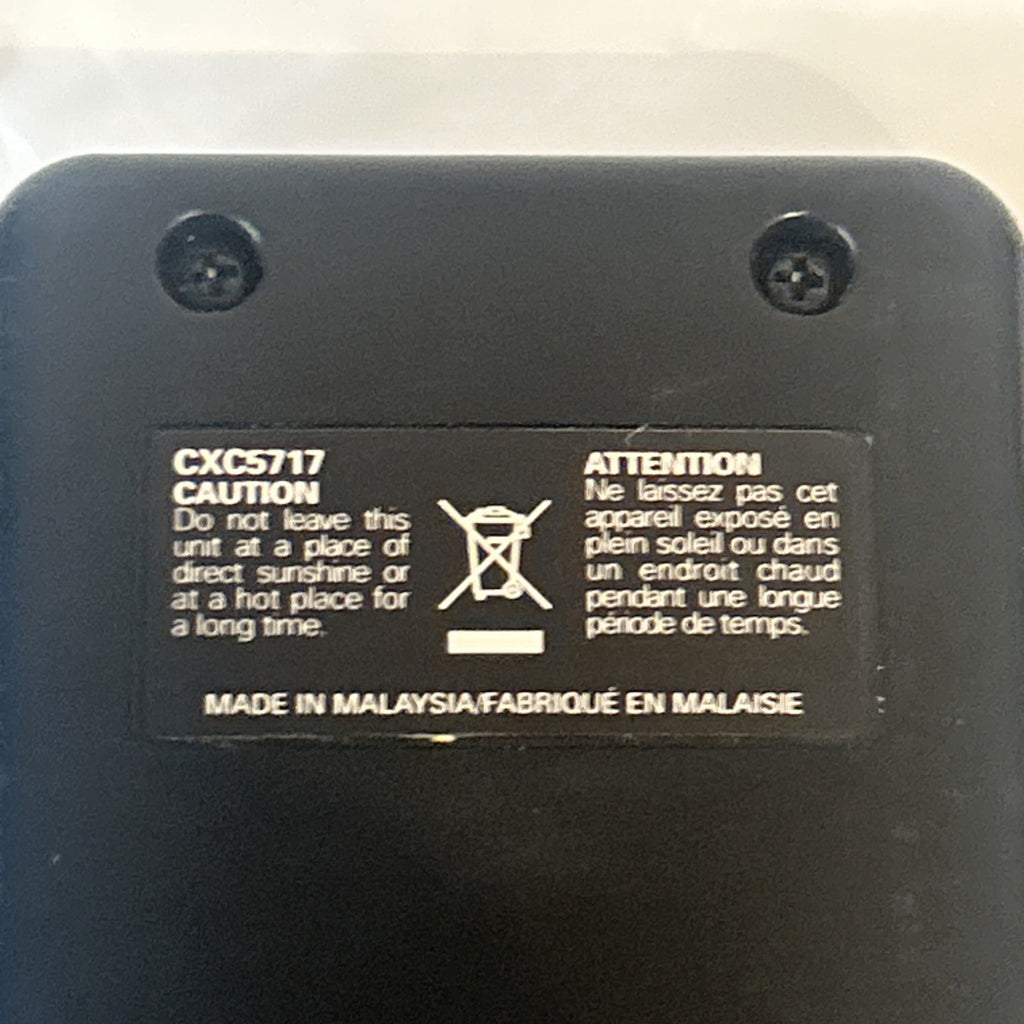 CXC5717
CAUTION
Do not leave this
unit at a place of
direct sunshine or
at a hot place for
a long time.
ATTENTION
Ne laissez pas cet
appareil exposé en
plein soleil ou dans
un endroit chaud
pendant une longue
période de temps.
MADE IN MALAYSIA/FABRIQUÉ EN MALAISIE